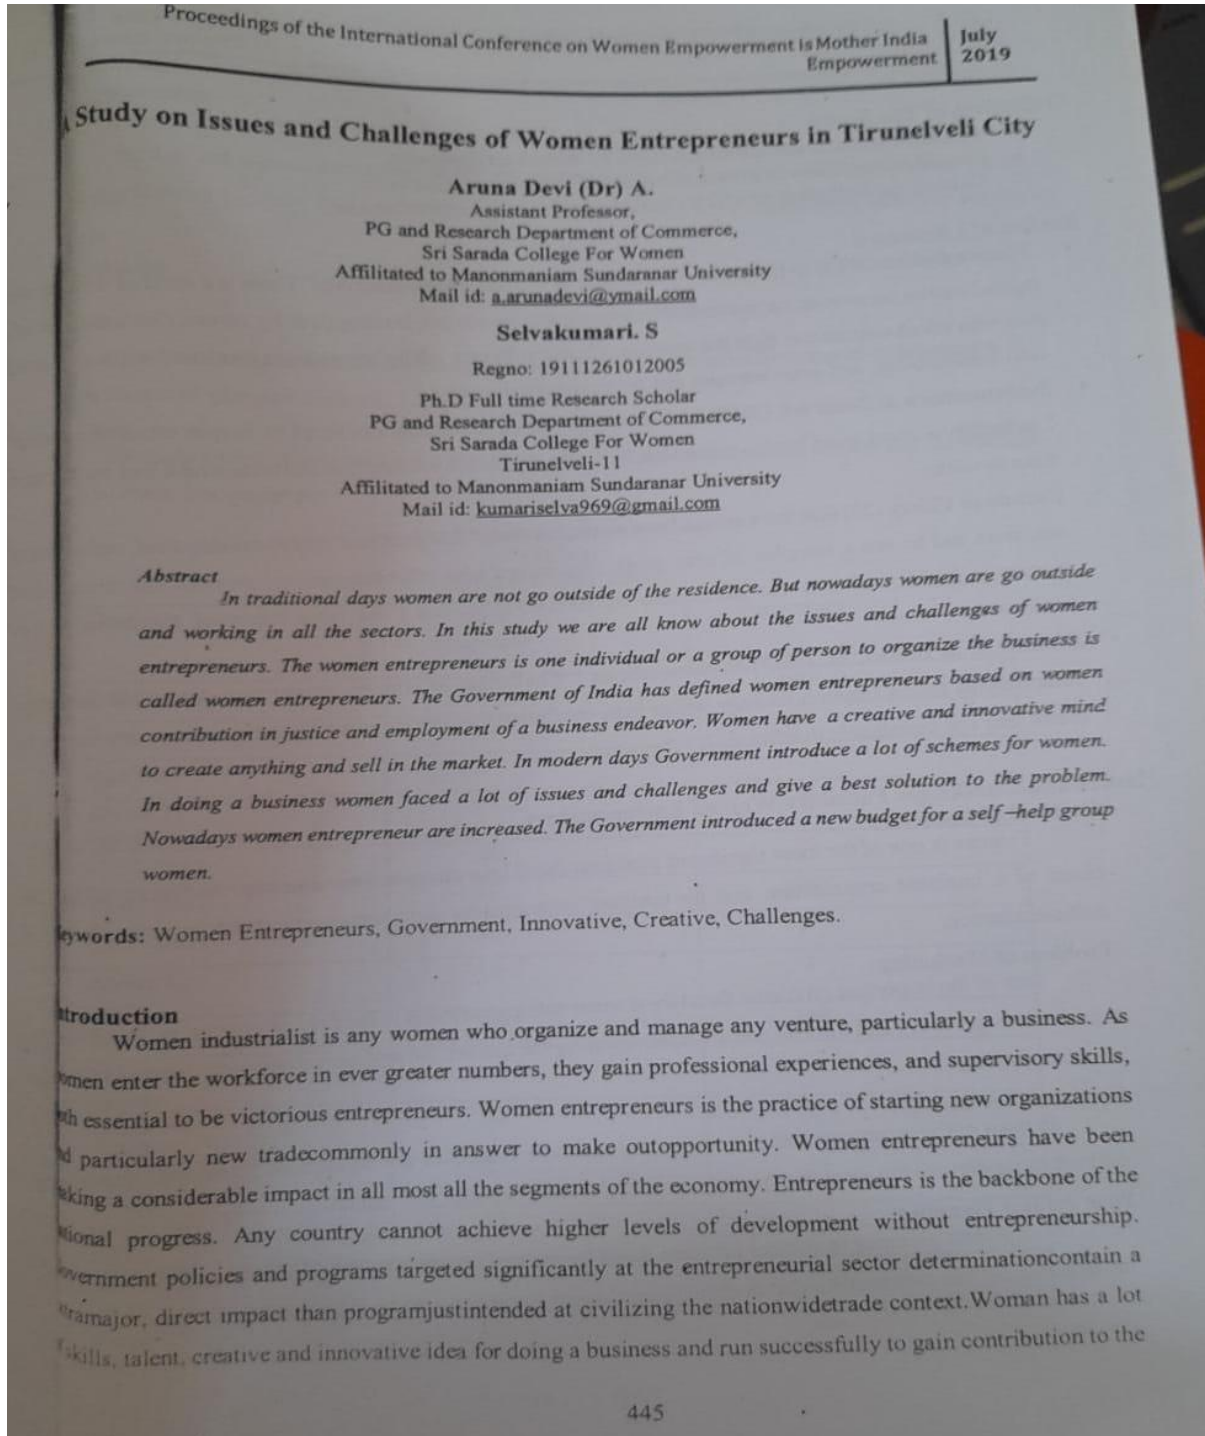 Proceedings of the International Conference on Women Empowerment is Mother India
Empowerment
July
2019
A Study on Issues and Challenges of Women Entrepreneurs in Tirunelveli City
Aruna Devi (Dr) A.
Assistant Professor,
PG and Research Department of Commerce,
Sri Sarada College For Women
Affilitated to Manonmaniam Sundaranar University
Mail id: a.arunadevi@ymail.com
Selvakumari. S
Regno: 19111261012005
Ph.D Full time Research Scholar
PG and Research Department of Commerce,
Sri Sarada College For Women
Tirunelveli-11
Affilitated to Manonmaniam Sundaranar University
Mail id: kumariselva969@gmail.com
Abstract
In traditional days women are not go outside of the residence. But nowadays women are go outside
and working in all the sectors. In this study we are all know about the issues and challenges of women
entrepreneurs. The women entrepreneurs is one individual or a group of person to organize the business is
called women entrepreneurs. The Government of India has defined women entrepreneurs based on women
contribution in justice and employment of a business endeavor. Women have a creative and innovative mind
to create anything and sell in the market. In modern days Government introduce a lot of schemes for women.
In doing a business women faced a lot of issues and challenges and give a best solution to the problem.
Nowadays women entrepreneur are increased. The Government introduced a new budget for a self–help group
women.
eywords: Women Entrepreneurs, Government, Innovative, Creative, Challenges.
troduction
Women industrialist is any women who organize and manage any venture, particularly a business. As
omen enter the workforce in ever greater numbers, they gain professional experiences, and supervisory skills,
th essential to be victorious entrepreneurs. Women entrepreneurs is the practice of starting new organizations
d particularly new tradecommonly in answer to make outopportunity. Women entrepreneurs have been
aking a considerable impact in all most all the segments of the economy. Entrepreneurs is the backbone of the
tional progress. Any country cannot achieve higher levels of development without entrepreneurship.
overnment policies and programs targeted significantly at the entrepreneurial sector determinationcontain a
tramajor, direct impact than programjustintended at civilizing the nationwidetrade context.Woman has a lot
skills, talent, creative and innovative idea for doing a business and run successfully to gain contribution to the
445